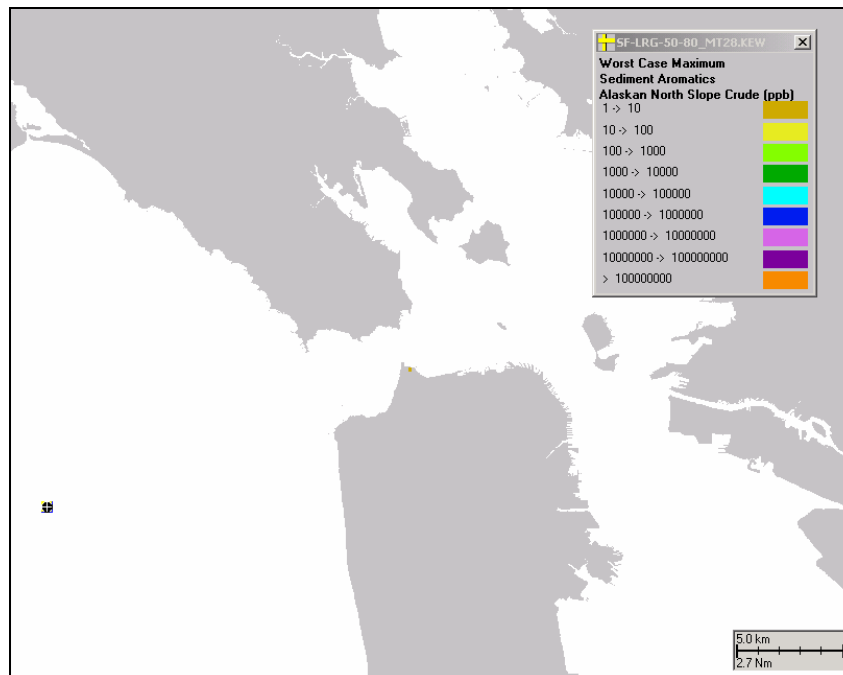 SF-LRG-50-80_MT28.KEW
Worst Case Maximum
Sediment Aromatics
Alaskan North Slope Crude (ppb)
1 -> 10
10 -> 100
100 -> 1000
1000 -> 10000
10000 -> 100000
100000 -> 1000000
1000000 -> 10000000
10000000 -> 100000000
> 100000000
5.0 km
2.7 Nm